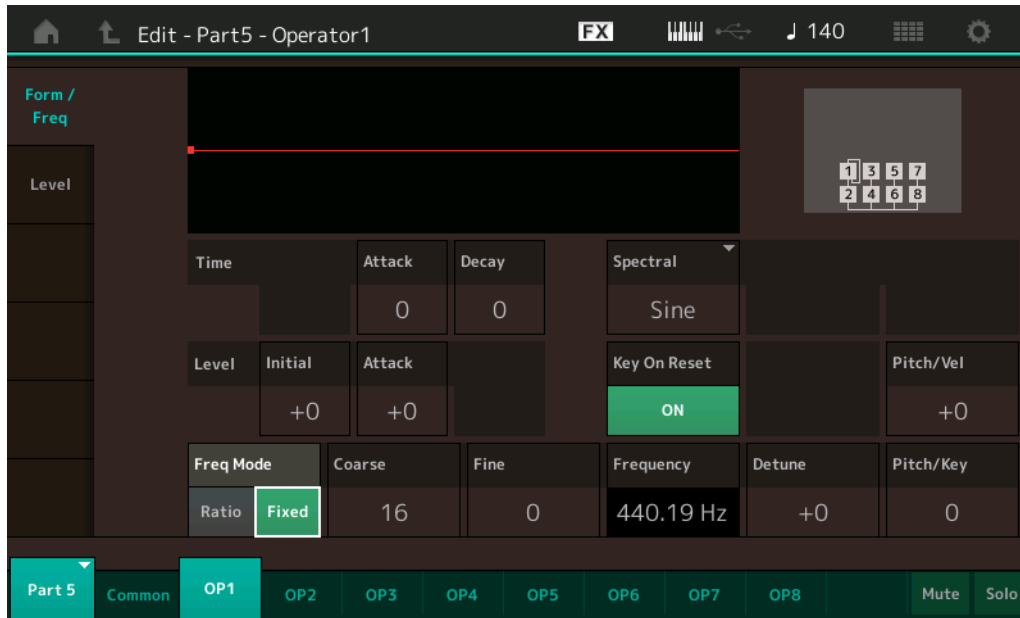 Edit - Part5 - Operator1
FX
♩ 140
Form /
Freq
Level
1 3 5 7
2 4 6 8
Time
Attack
Decay
Spectral
0
0
Sine
Level
Initial
Attack
Key On Reset
Pitch/Vel
+0
+0
ON
+0
Freq Mode
Coarse
Fine
Frequency
Detune
Pitch/Key
Ratio
Fixed
16
0
440.19 Hz
+0
0
Part 5
Common
OP1
OP2
OP3
OP4
OP5
OP6
OP7
OP8
Mute
Solo